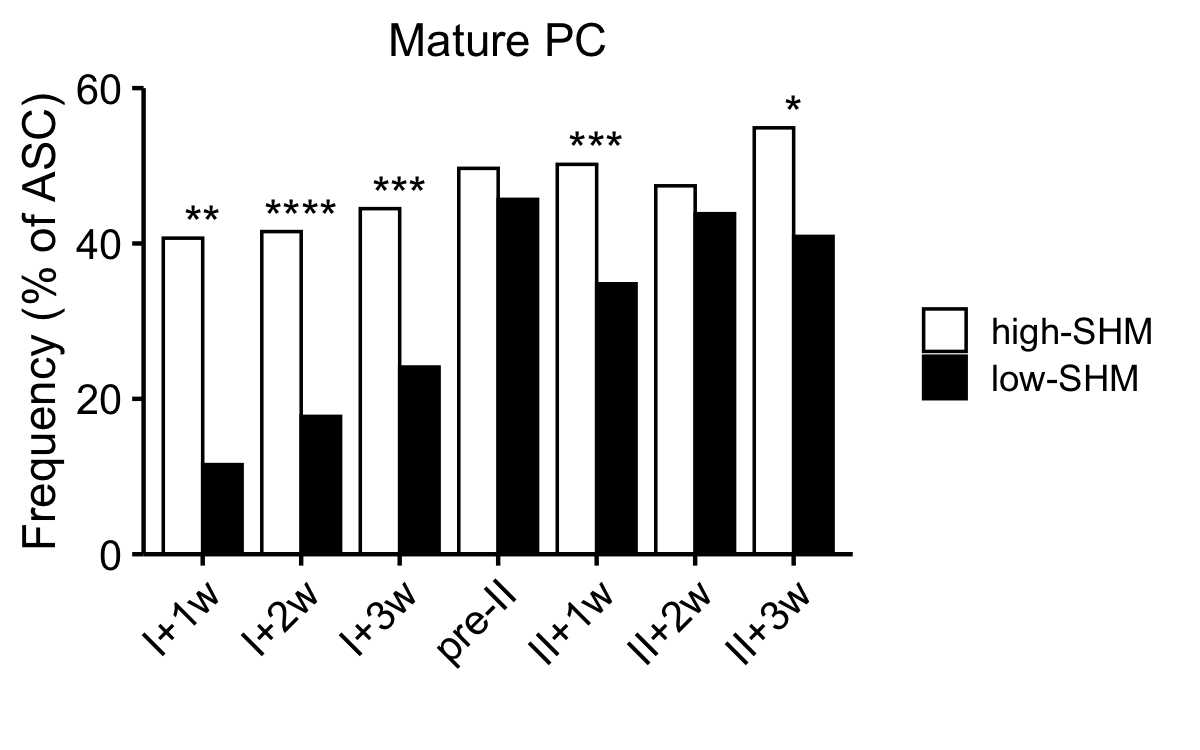 Mature PC
Frequency (% of ASC)
60
40
20
0
**
****
***
***
*
I+1w
I+2w
I+3w
pre-II
II+1w
II+2w
II+3w
high-SHM
low-SHM